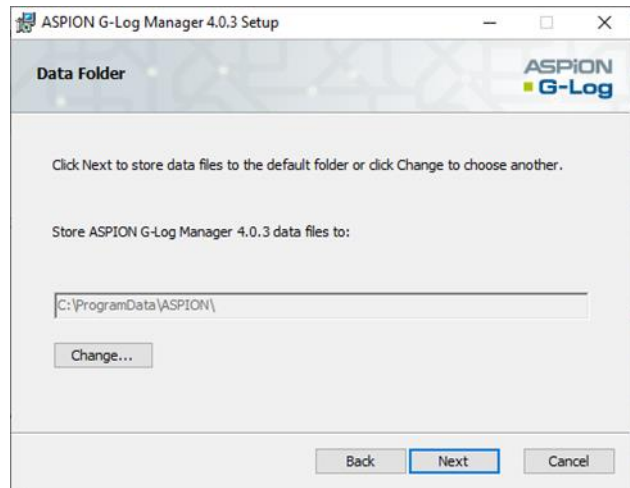 ASPION G-Log Manager 4.0.3 Setup
Data Folder
ASPION
G-Log
Click Next to store data files to the default folder or click Change to choose another.
Store ASPION G-Log Manager 4.0.3 data files to:
C:\ProgramData\ASPION\
Change...
Back Next Cancel